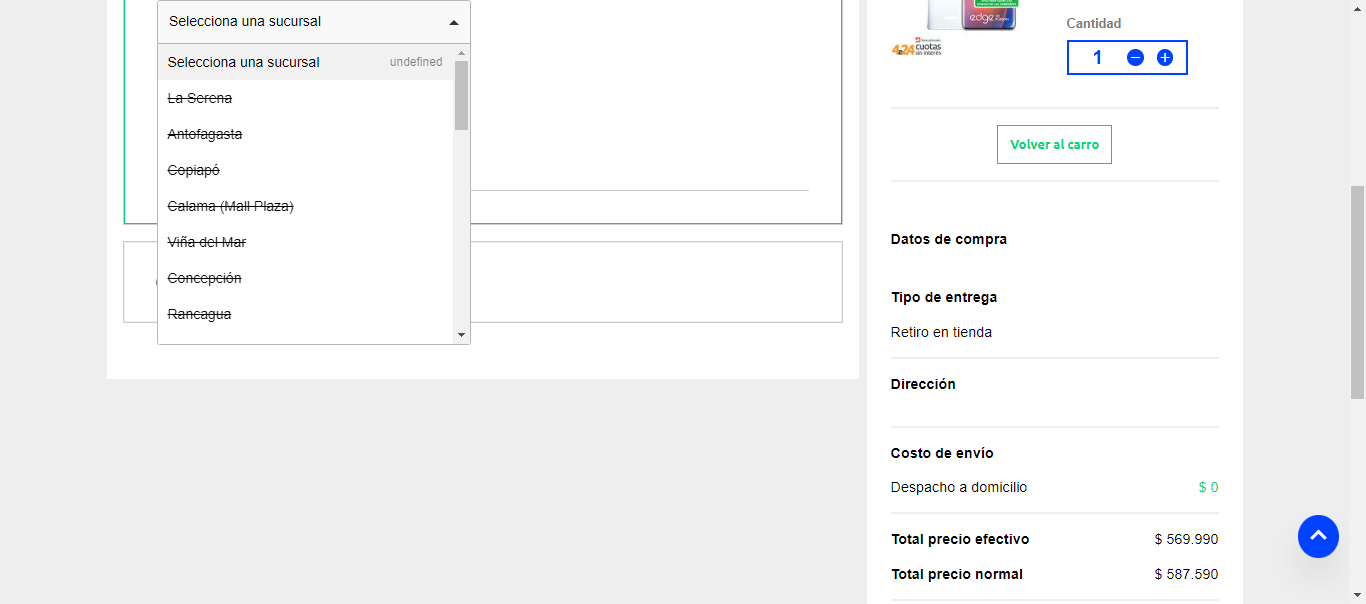 Selecciona una sucursal
Selecciona una sucursal undefined
La Serena
Antofagasta
Copiapó
Calama (Mall Plaza)
Viña del Mar
Concepción
Rancagua
edge
4a24 cuotas
sin interés
Cantidad
1
Volver al carro
Datos de compra
Tipo de entrega
Retiro en tienda
Dirección
Costo de envío
Despacho a domicilio $ 0
Total precio efectivo $ 569.990
Total precio normal $ 587.590